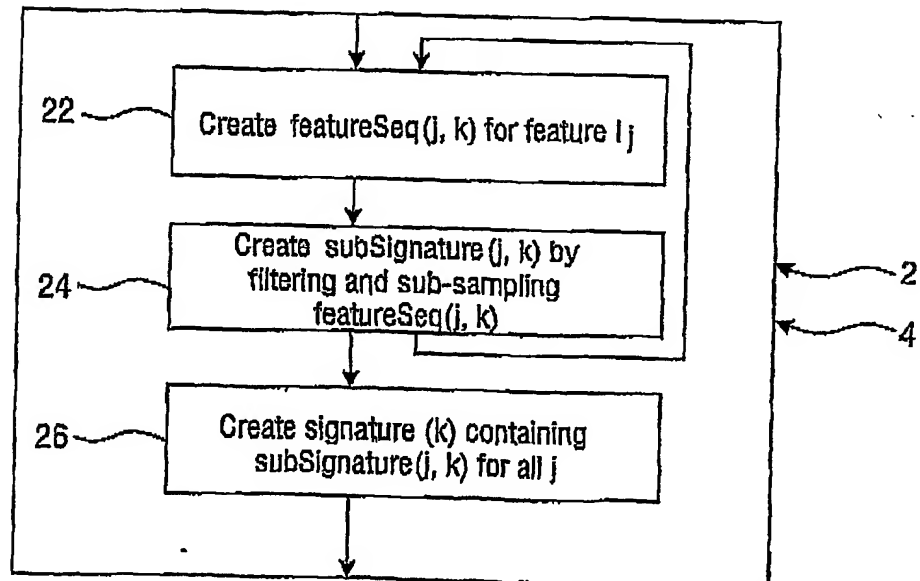 22
Create featureSeq(j, k) for feature l j
24
Create subSignature(j, k) by
filtering and sub-sampling
featureSeq(j, k)
2
4
26
Create signature (k) containing
subSignature(j, k) for all j